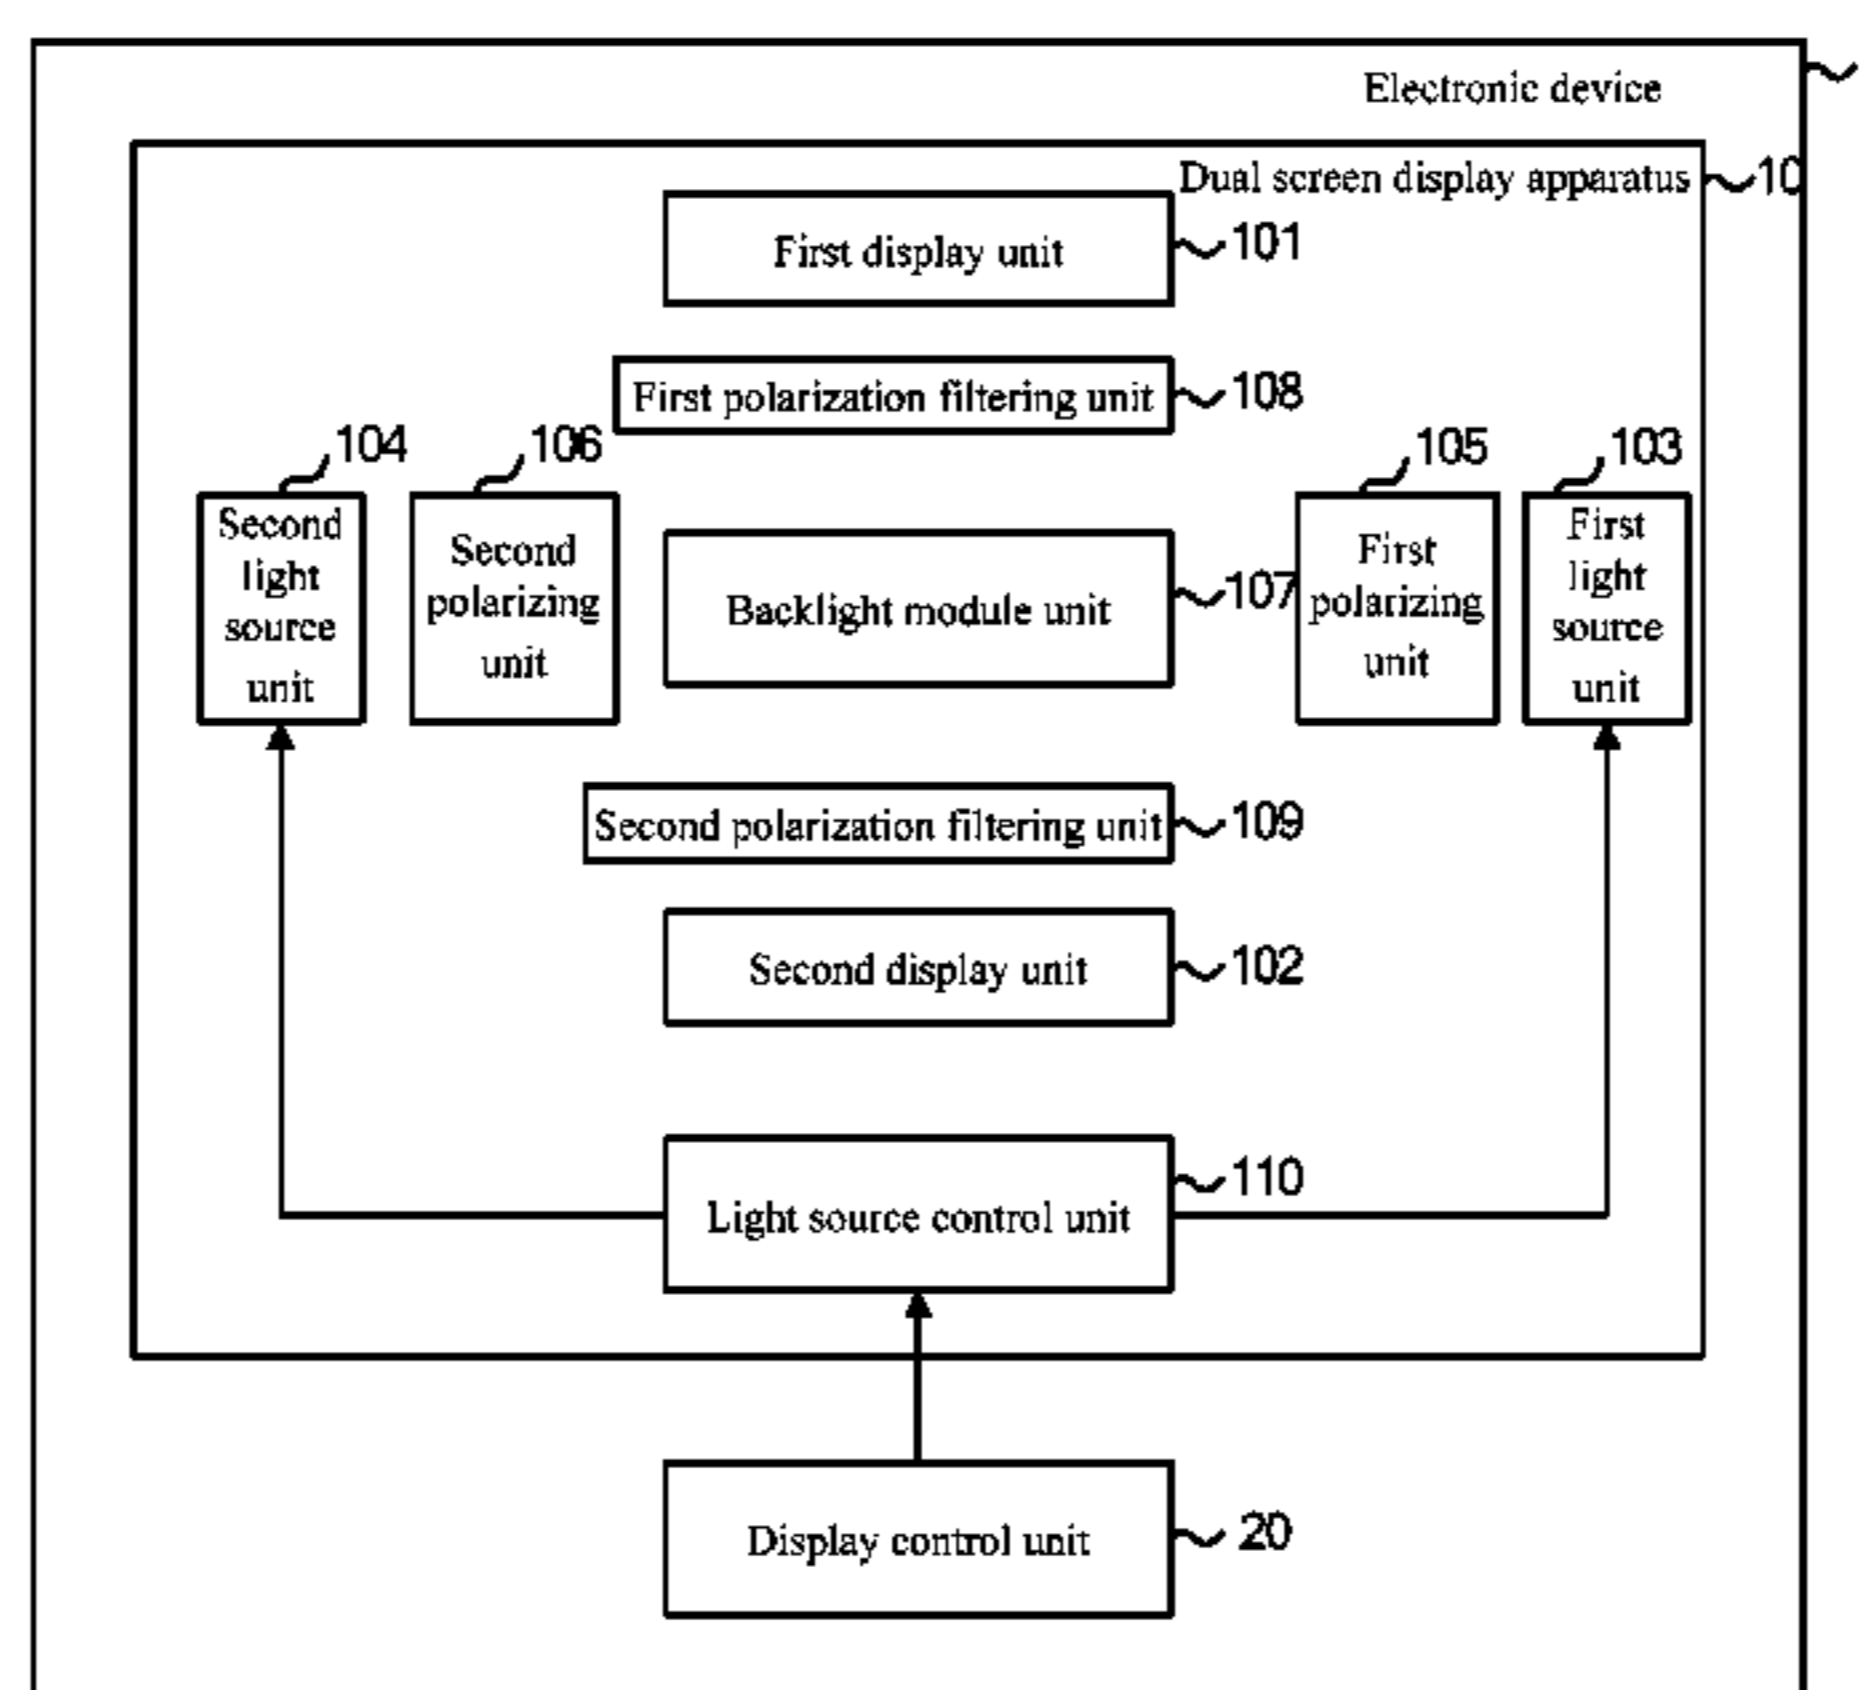 Electronic device
Dual screen display apparatus 10
First display unit 101
First polarization filtering unit 108
104
106
105
103
Second
light
source
unit
Second
polarizing
unit
Backlight module unit 107
First
polarizing
unit
First
light
source
unit
Second polarization filtering unit 109
Second display unit 102
110
Light source control unit
Display control unit 20